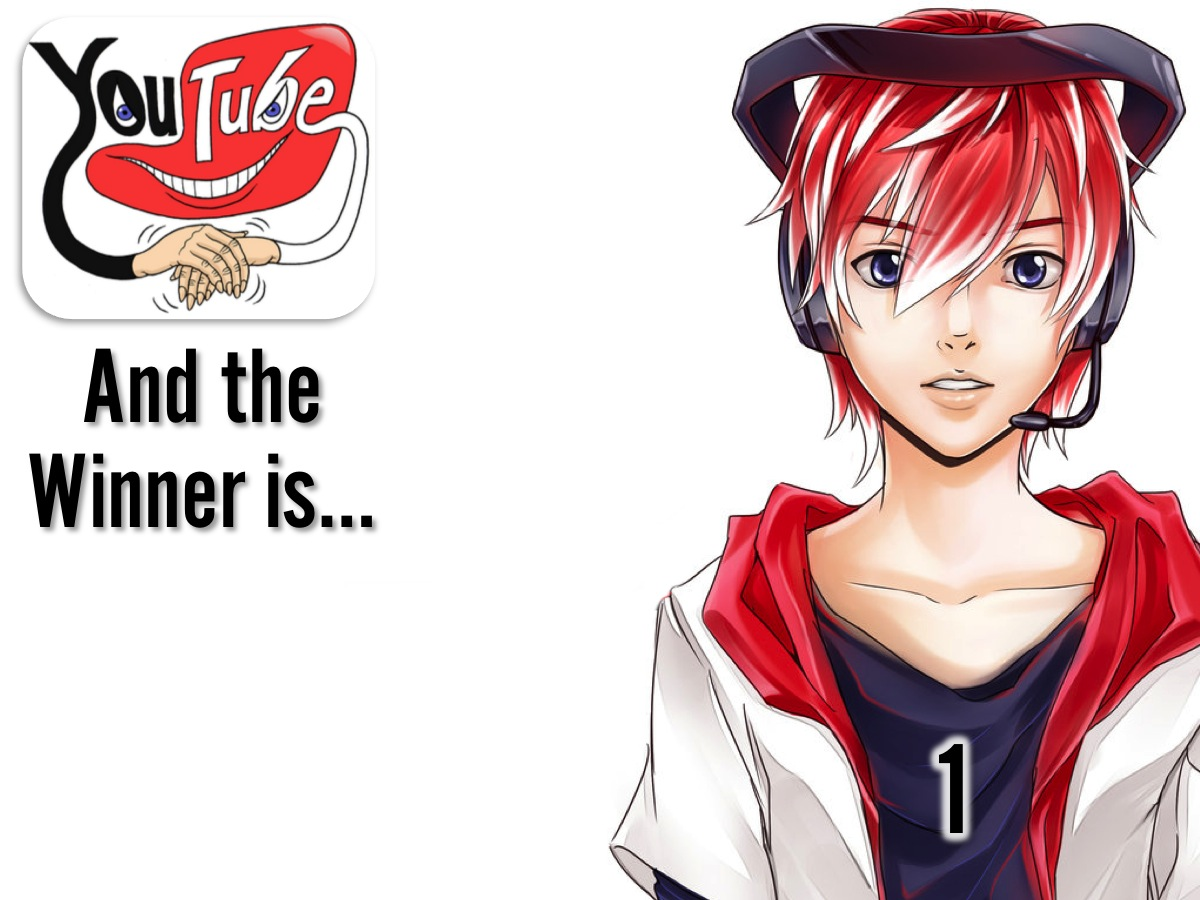 YouTube
And the
Winner is...
1